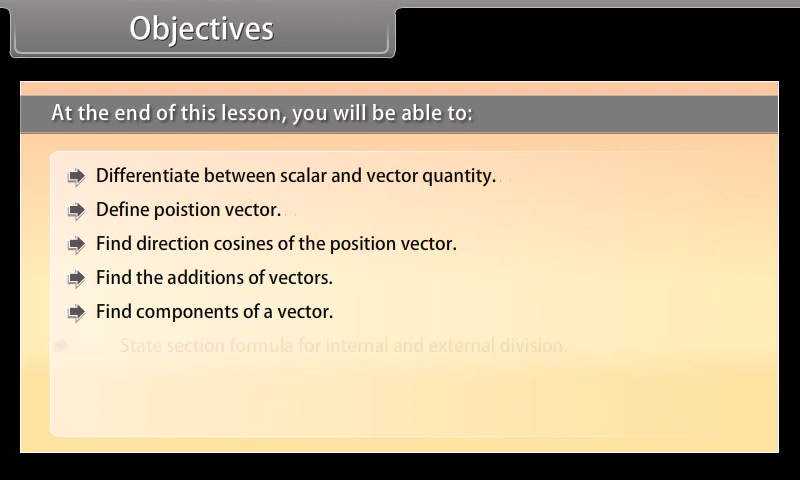 Objectives
At the end of this lesson, you will be able to:
Differentiate between scalar and vector quantity.
Define poistion vector.
Find direction cosines of the position vector.
Find the additions of vectors.
Find components of a vector.
State section formula for internal and external division.